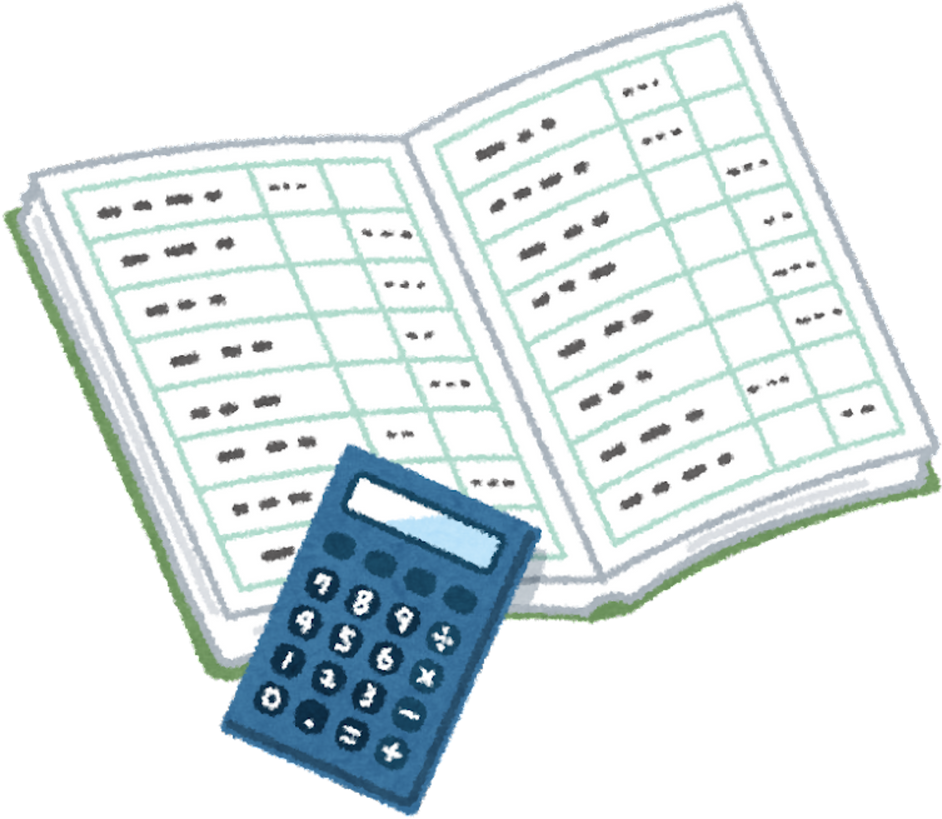 7 8 9 ÷
4 5 6 ×
1 2 3 −
0 . = +